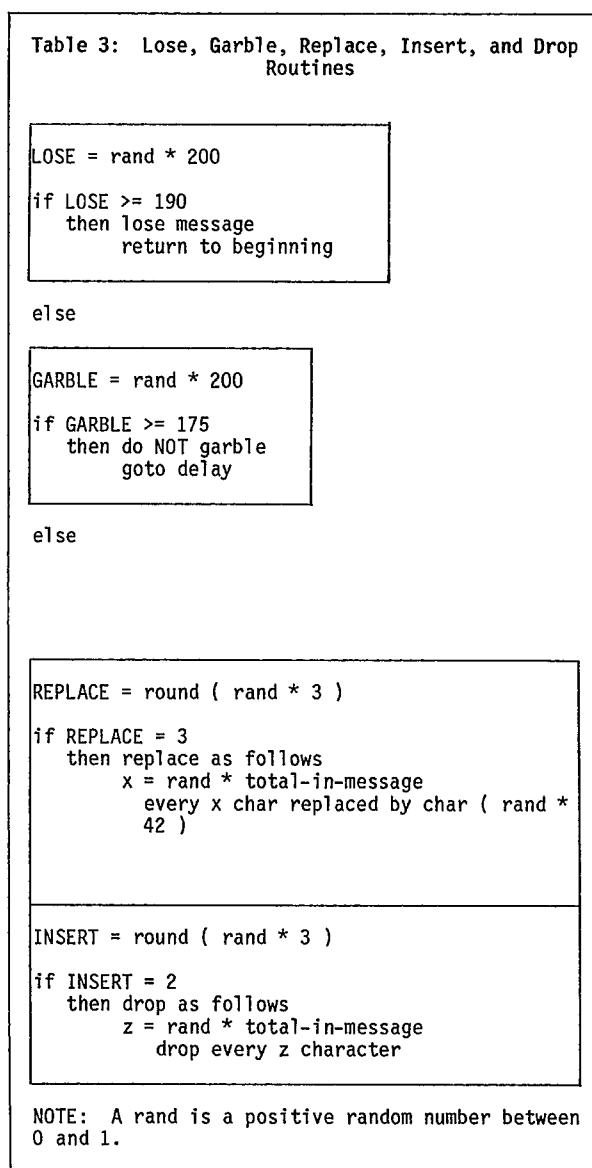 Table 3: Lose, Garble, Replace, Insert, and Drop
Routines
LOSE = rand * 200
if LOSE >= 190
then lose message
return to beginning
else
GARBLE = rand * 200
if GARBLE >= 175
then do NOT garble
goto delay
else
REPLACE = round ( rand * 3 )
if REPLACE = 3
then replace as follows
x = rand * total-in-message
every x char replaced by char ( rand *
42 )
INSERT = round ( rand * 3 )
if INSERT = 2
then drop as follows
z = rand * total-in-message
drop every z character
NOTE: A rand is a positive random number between
0 and 1.